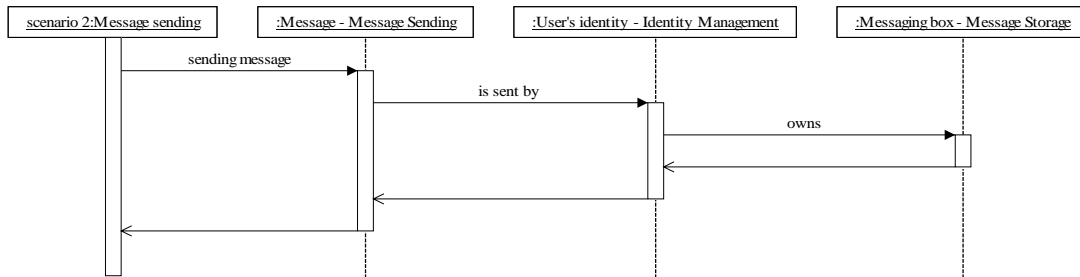 scenario 2:Message sending
:Message - Message Sending
:User's identity - Identity Management
:Messaging box - Message Storage
sending message
is sent by
owns